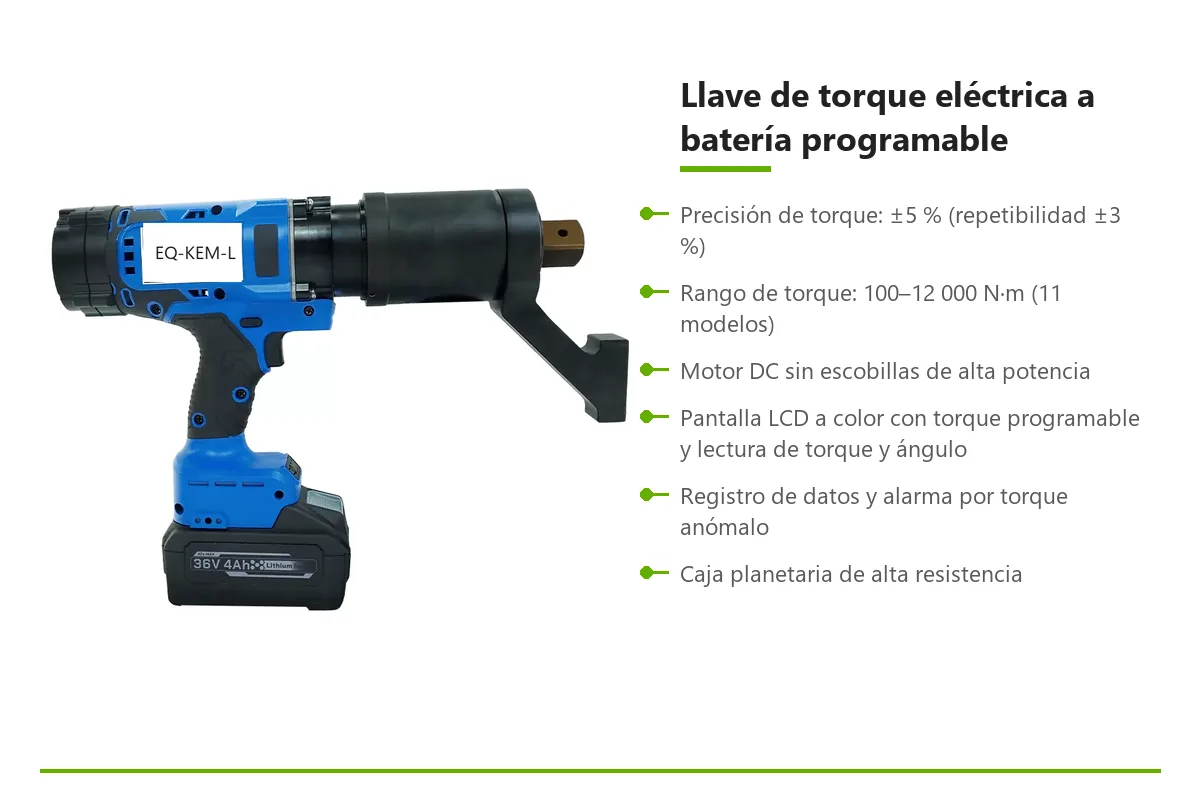 Llave de torque eléctrica a
batería programable
EQ-KEM-L
Precisión de torque: ±5 % (repetibilidad ±3
%)
Rango de torque: 100–12 000 N·m (11
modelos)
Motor DC sin escobillas de alta potencia
Pantalla LCD a color con torque programable
y lectura de torque y ángulo
Registro de datos y alarma por torque
anómalo
Caja planetaria de alta resistencia
36V 4Ah Lithium